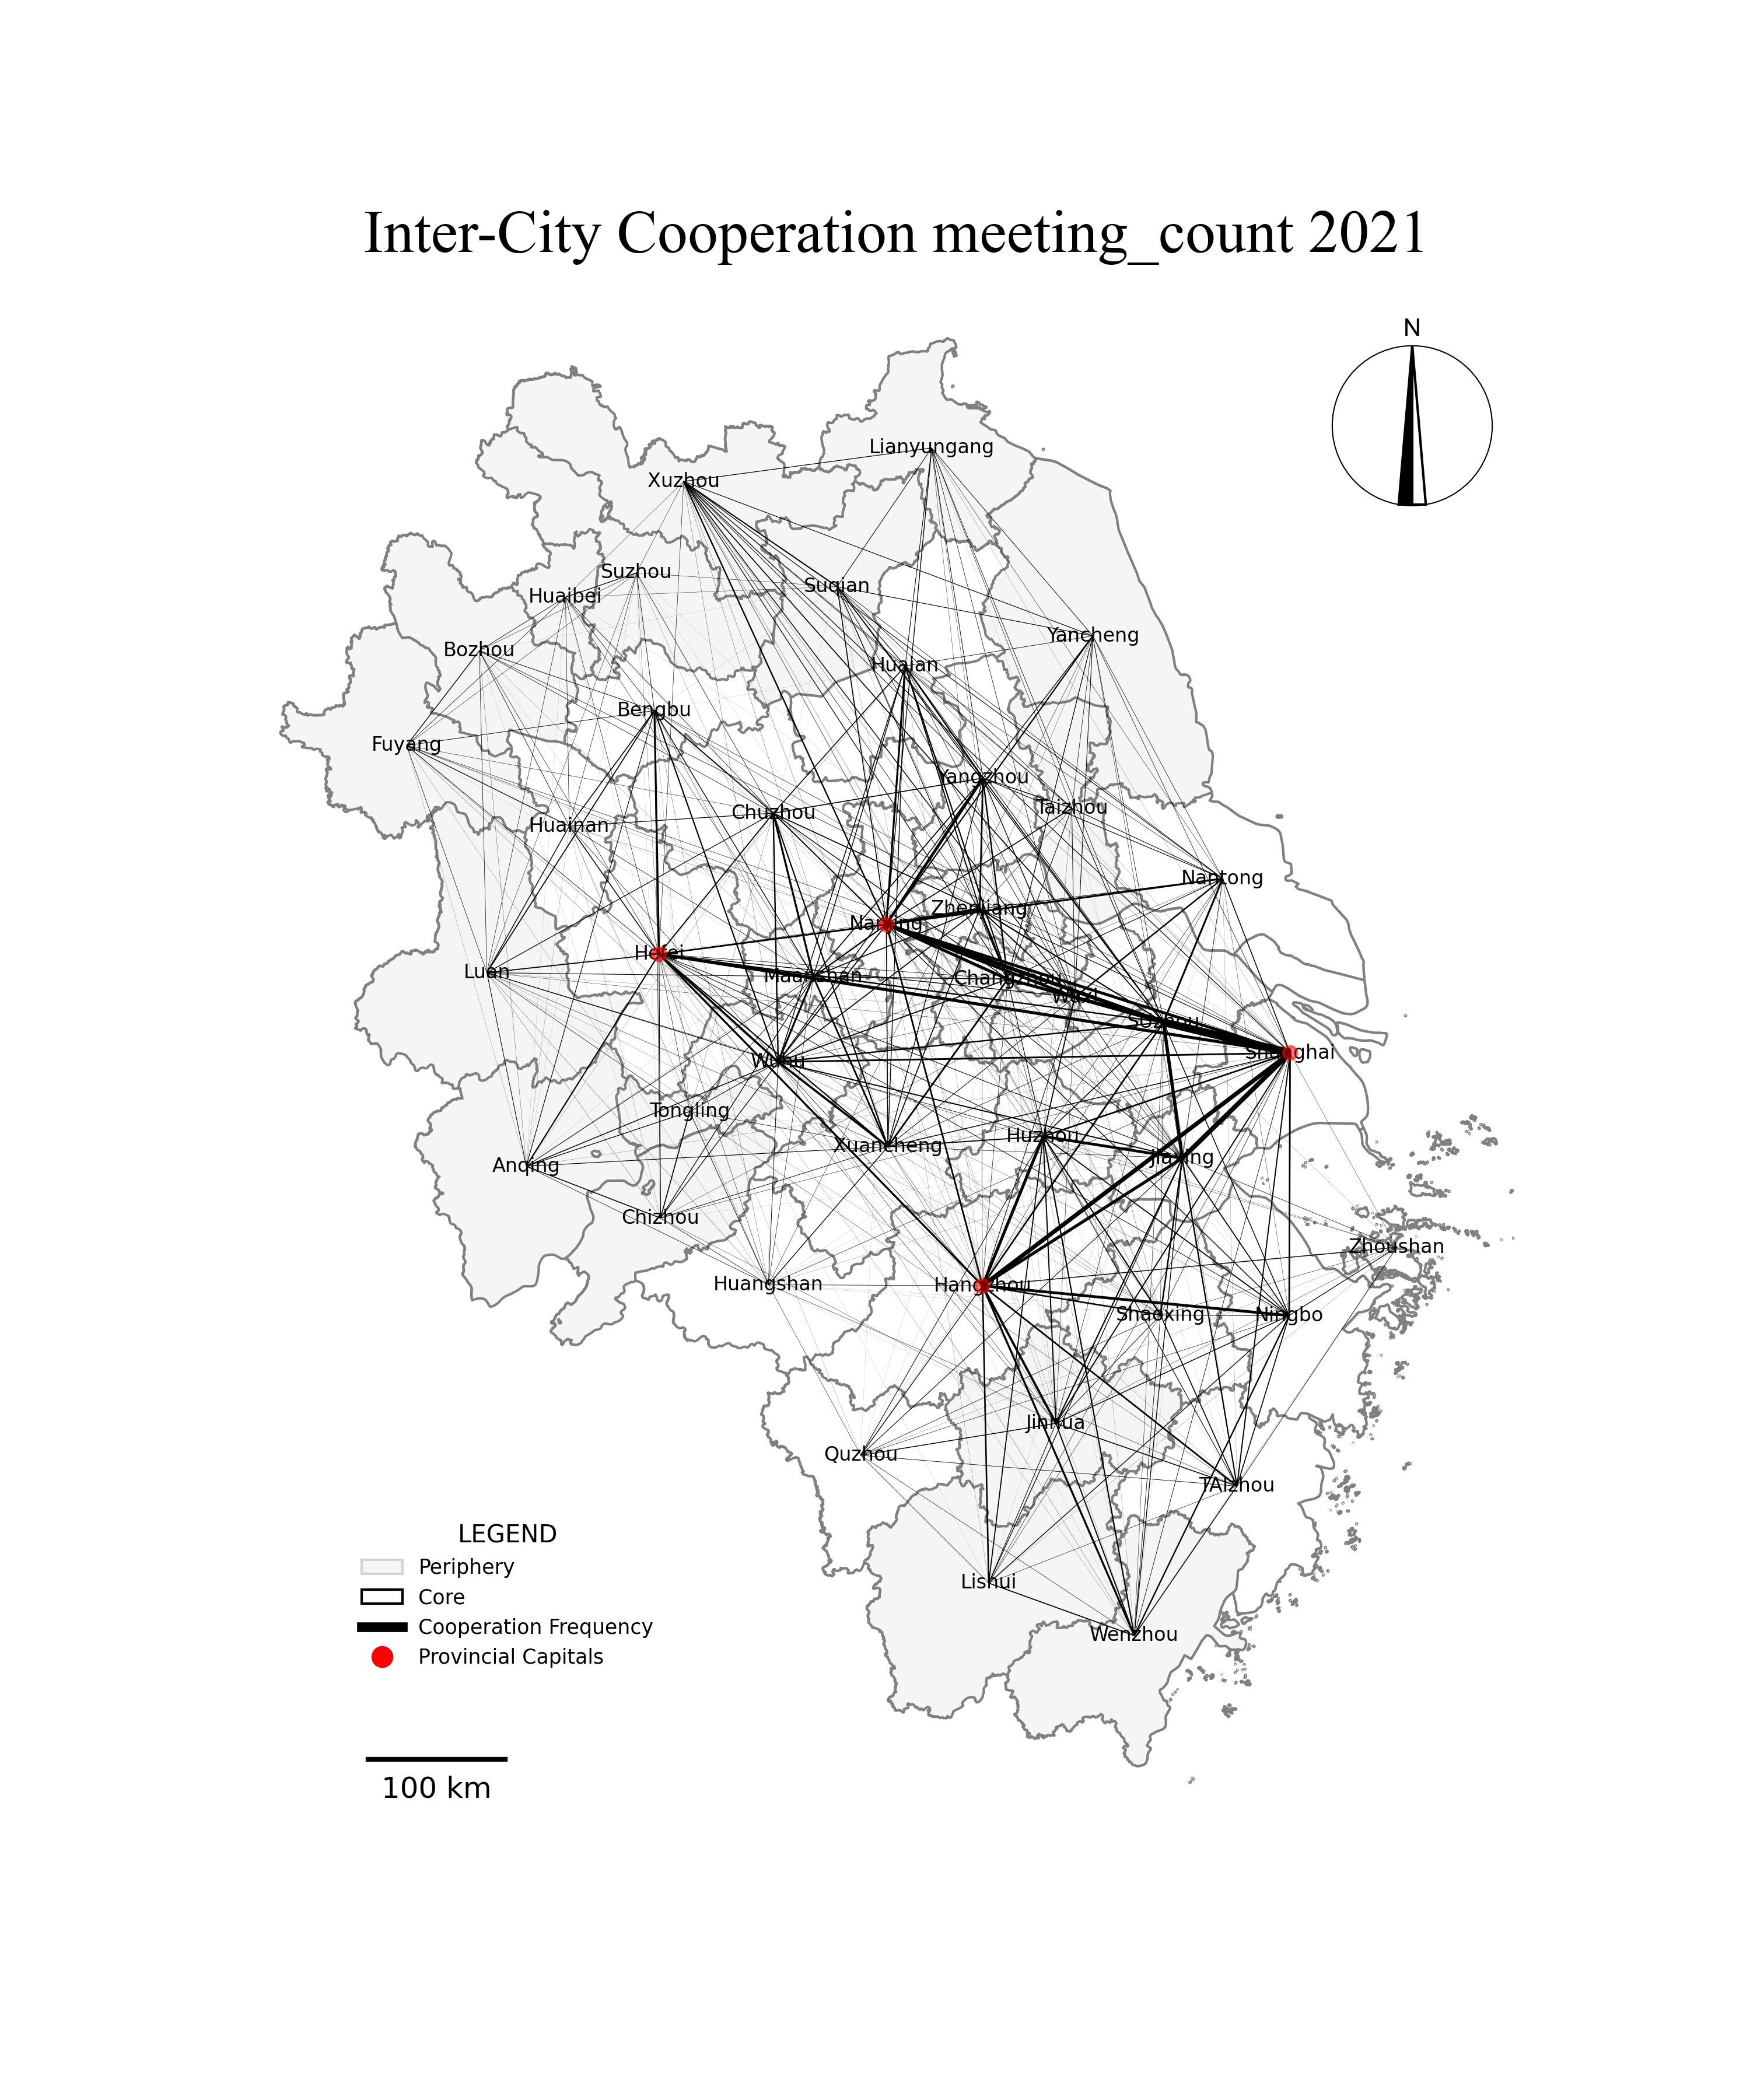 Inter-City Cooperation meeting_count 2021
N
Lianyungang
Xuzhou
Suzhou
Suqian
Huaibei
Yancheng
Bozhou
Huaian
Bengbu
Fuyang
Yangzhou
Taizhou
Chuzhou
Huainan
Nantong
Zhenjiang
Nanjing
Hefei
Luan
Maanshan
Changzhou
Wuxi
Suzhou
Shanghai
Wuhu
Tongling
Huzhou
Xuancheng
Jiaxing
Anqing
Chizhou
Zhoushan
Huangshan
Hangzhou
Shaoxing
Ningbo
Jinhua
Quzhou
TAizhou
Lishui
Wenzhou
LEGEND
Periphery
Core
Cooperation Frequency
Provincial Capitals
100 km